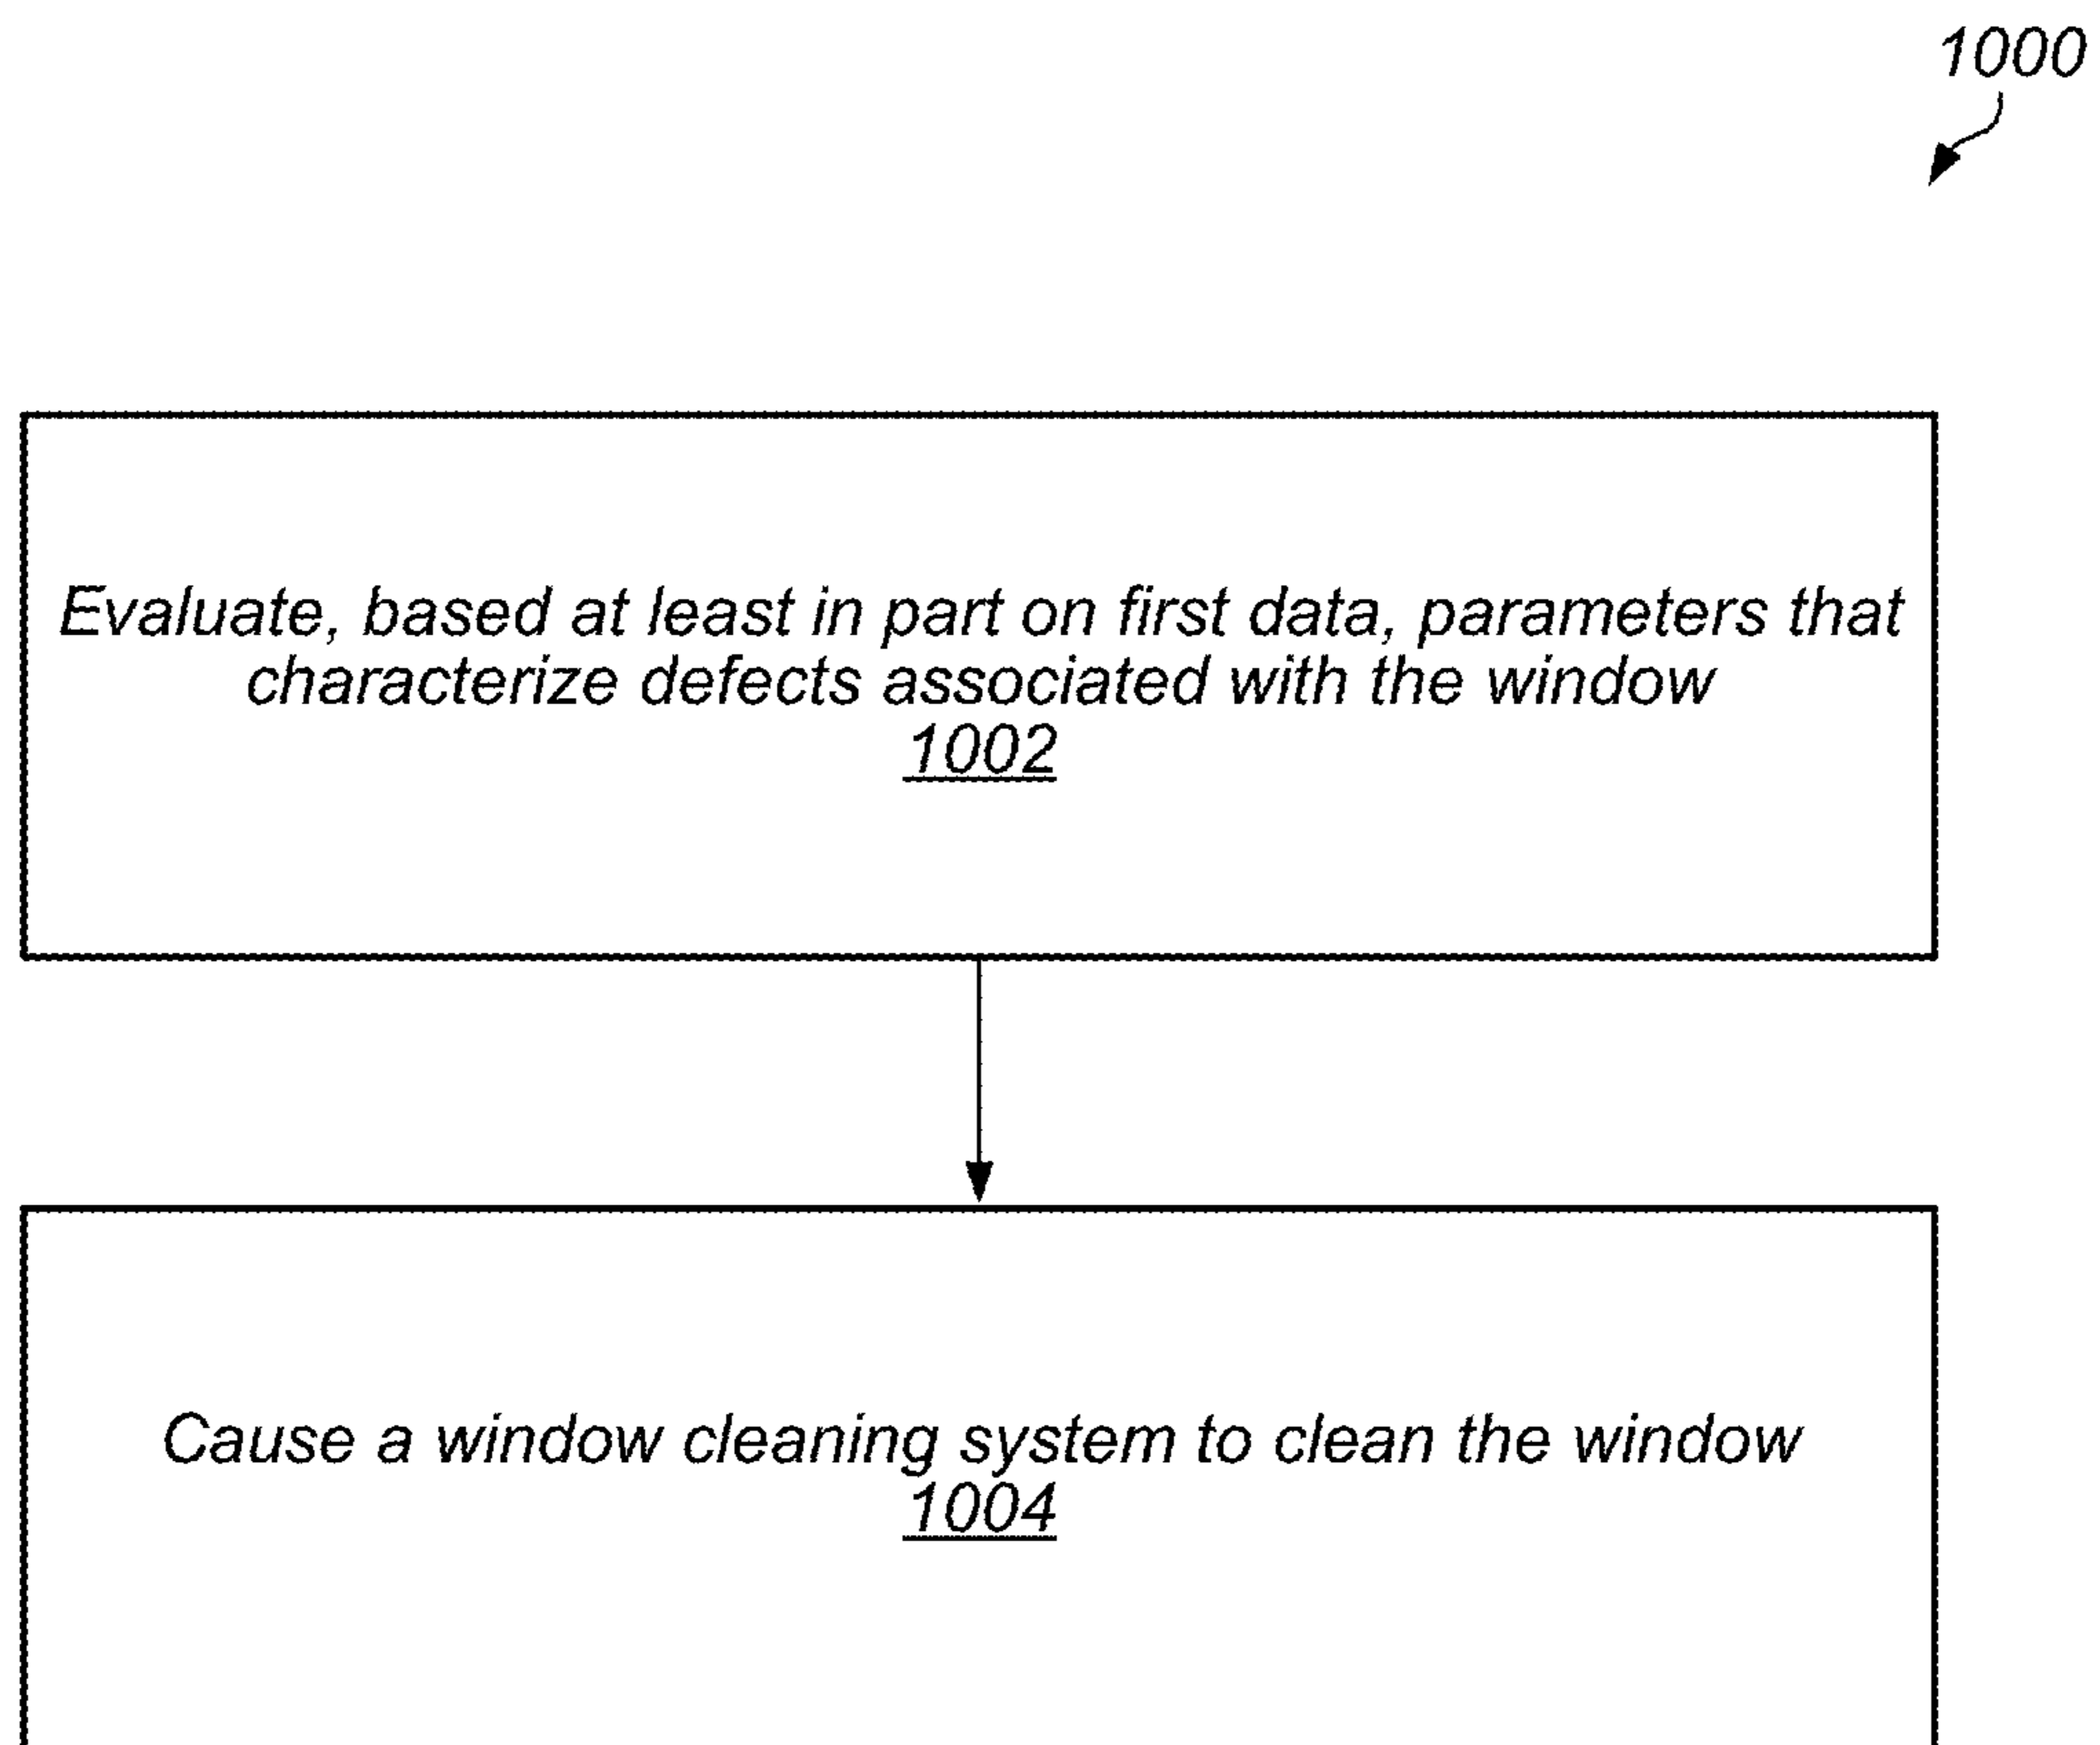 1000
Evaluate, based at least in part on first data, parameters that
characterize defects associated with the window
1002
Cause a window cleaning system to clean the window
1004